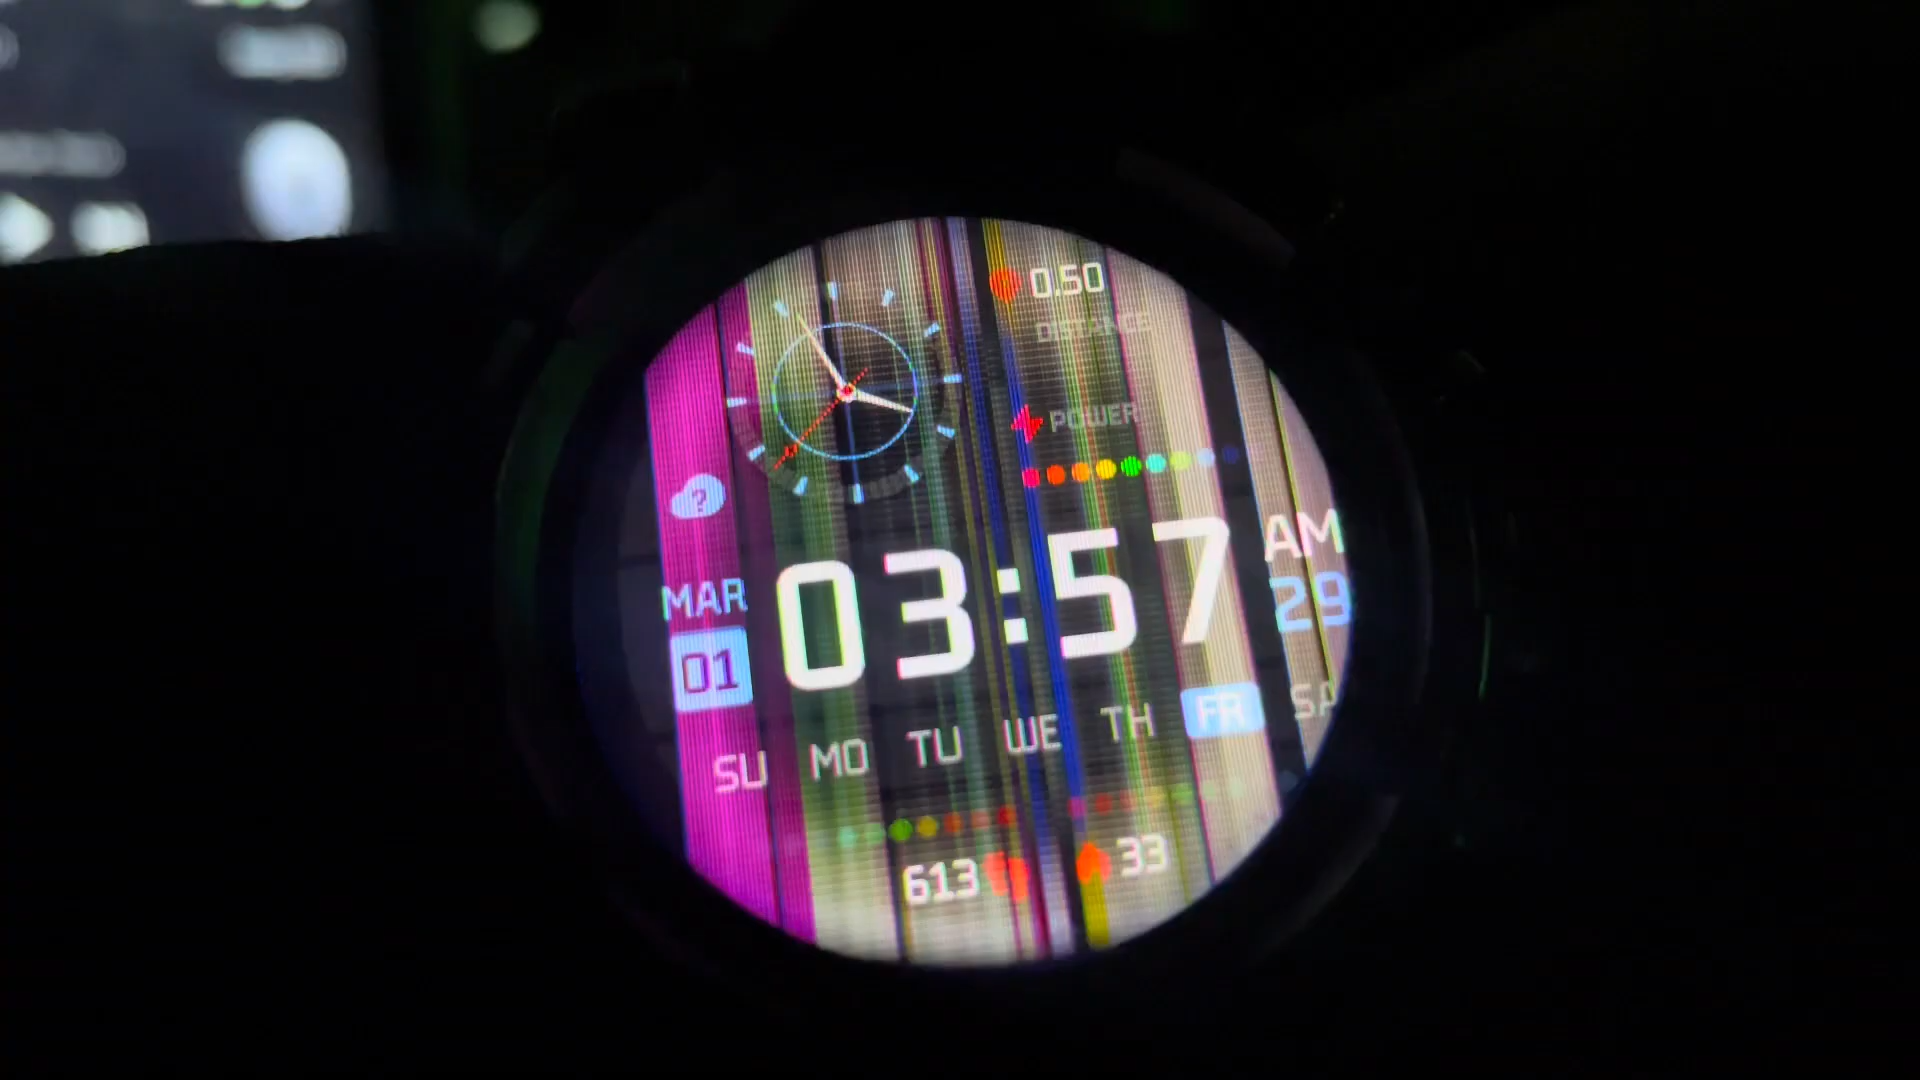 0.50
DISTANCE
POWER
?
MAR
01
03:57
AM
29
SU MO TU WE TH FR SA
613
33